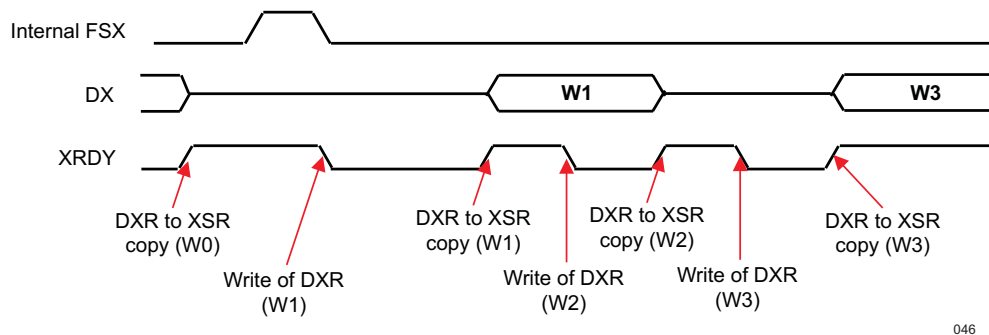 Internal FSX
DX
W1
W3
XRDY
DXR to XSR
copy (W0)
Write of DXR
(W1)
DXR to XSR
copy (W1)
Write of DXR
(W2)
DXR to XSR
copy (W2)
Write of DXR
(W3)
DXR to XSR
copy (W3)
046